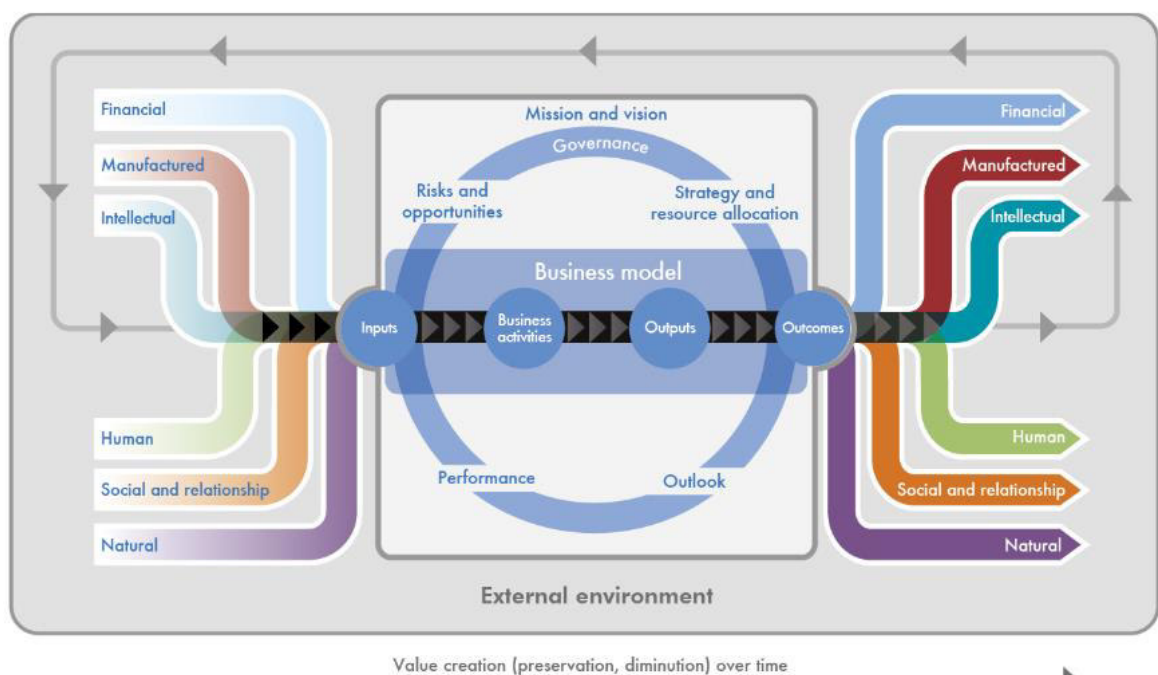 Financial
Manufactured
Intellectual
Human
Social and relationship
Natural
Mission and vision
Governance
Risks and
opportunities
Strategy and
resource allocation
Business model
Inputs
Business
activities
Outputs
Outcomes
Performance
Outlook
Financial
Manufactured
Intellectual
Human
Social and relationship
Natural
External environment
Value creation (preservation, diminution) over time